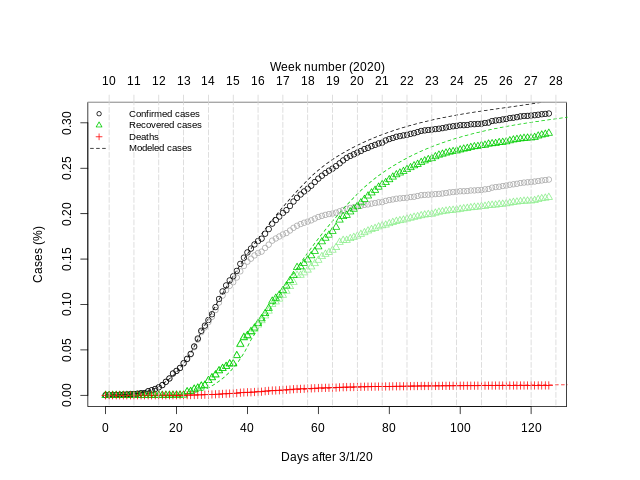 Week number (2020)
10 11 12 13 14 15 16 17 18 19 20 21 22 23 24 25 26 27 28
Confirmed cases
Recovered cases
Deaths
Modeled cases
Cases (%)
0.30
0.25
0.20
0.15
0.10
0.05
0.00
0 20 40 60 80 100 120
Days after 3/1/20